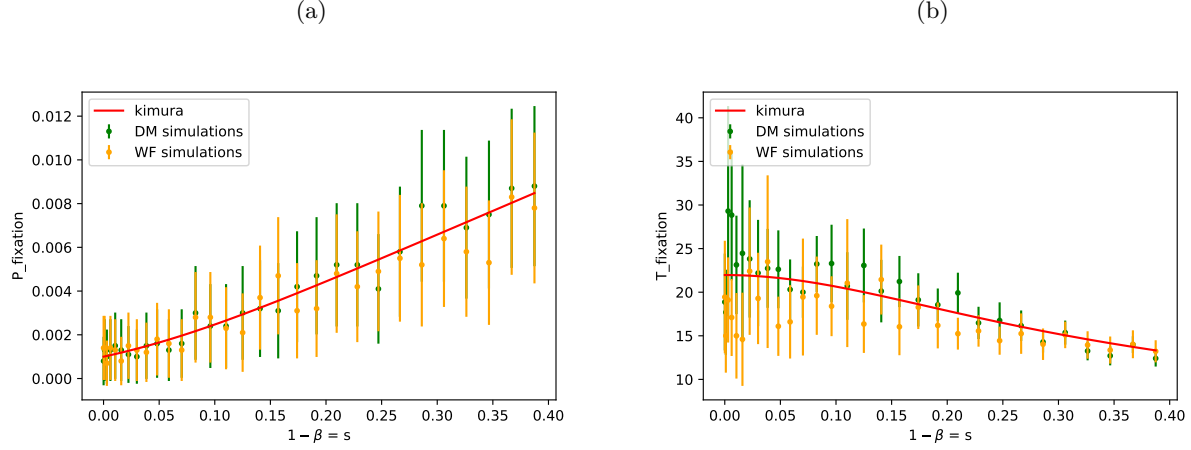 (a)
kimura
DM simulations
WF simulations
P_fixation
0.012
0.010
0.008
0.006
0.004
0.002
0.000
0.00 0.05 0.10 0.15 0.20 0.25 0.30 0.35 0.40
1 − β = s
(b)
kimura
DM simulations
WF simulations
T_fixation
40
35
30
25
20
15
10
0.00 0.05 0.10 0.15 0.20 0.25 0.30 0.35 0.40
1 − β = s